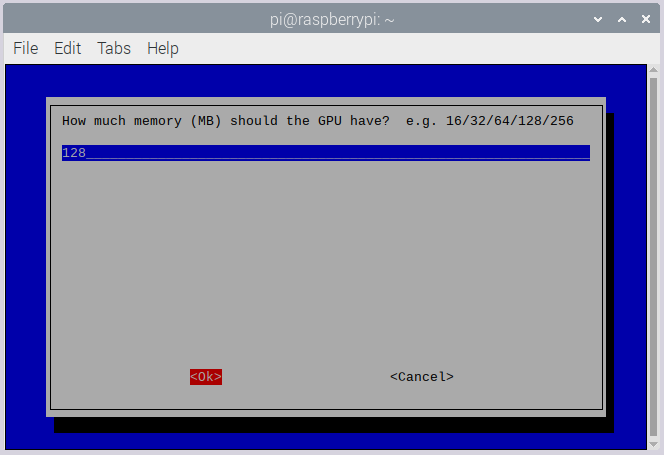 pi@raspberrypi: ~
File Edit Tabs Help
How much memory (MB) should the GPU have?  e.g. 16/32/64/128/256
128_______________________________________________________________
<Ok> <Cancel>